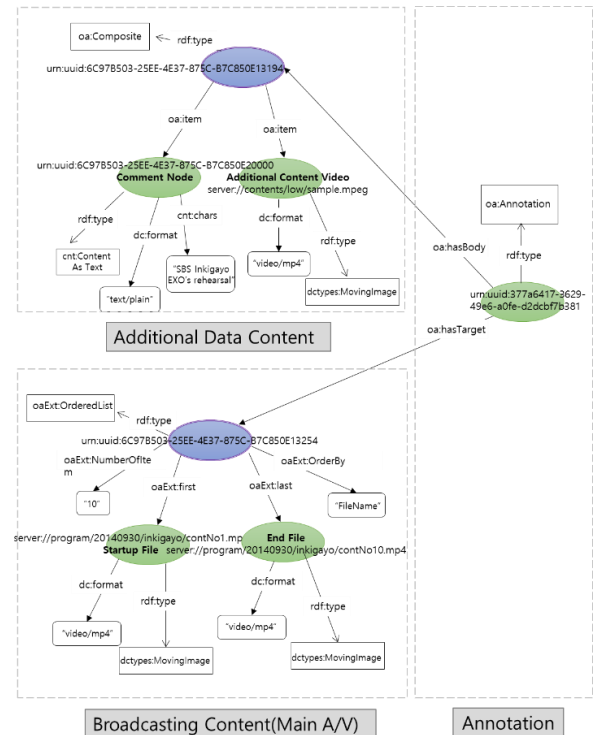 oa:Composite
rdf:type
urn:uuid:6C97B503-25EE-4E37-875C-B7C850E13194
oa:item
oa:item
urn:uuid:6C97B503-25EE-4E37-875C-B7C850E20000
Comment Node
Additional Content Video
server://contents/low/sample.mpeg
rdf:type
dc:format
cnt:chars
dc:format
rdf:type
cnt:Content
As Text
"text/plain"
"SBS Inkigayo
EXO's rehearsal"
"video/mp4"
dctypes:MovingImage
Additional Data Content
oa:Annotation
rdf:type
oa:hasBody
urn:uuid:377a6417-3629-
49e6-a0fe-d2dcbf7b381
oa:hasTarget
oaExt:OrderedList
rdf:type
urn:uuid:6C97B503-25EE-4E37-875C-B7C850E13254
oaExt:NumberOfIte
m
oaExt:OrderBy
oaExt:first
oaExt:last
"10"
"FileName"
server://program/20140930/inkigayo/contNo1.mp
Startup File
End File
server://program/20140930/inkigayo/contNo10.mp4
dc:format
rdf:type
dc:format
rdf:type
"video/mp4"
dctypes:MovingImage
"video/mp4"
dctypes:MovingImage
Broadcasting Content(Main A/V)
Annotation